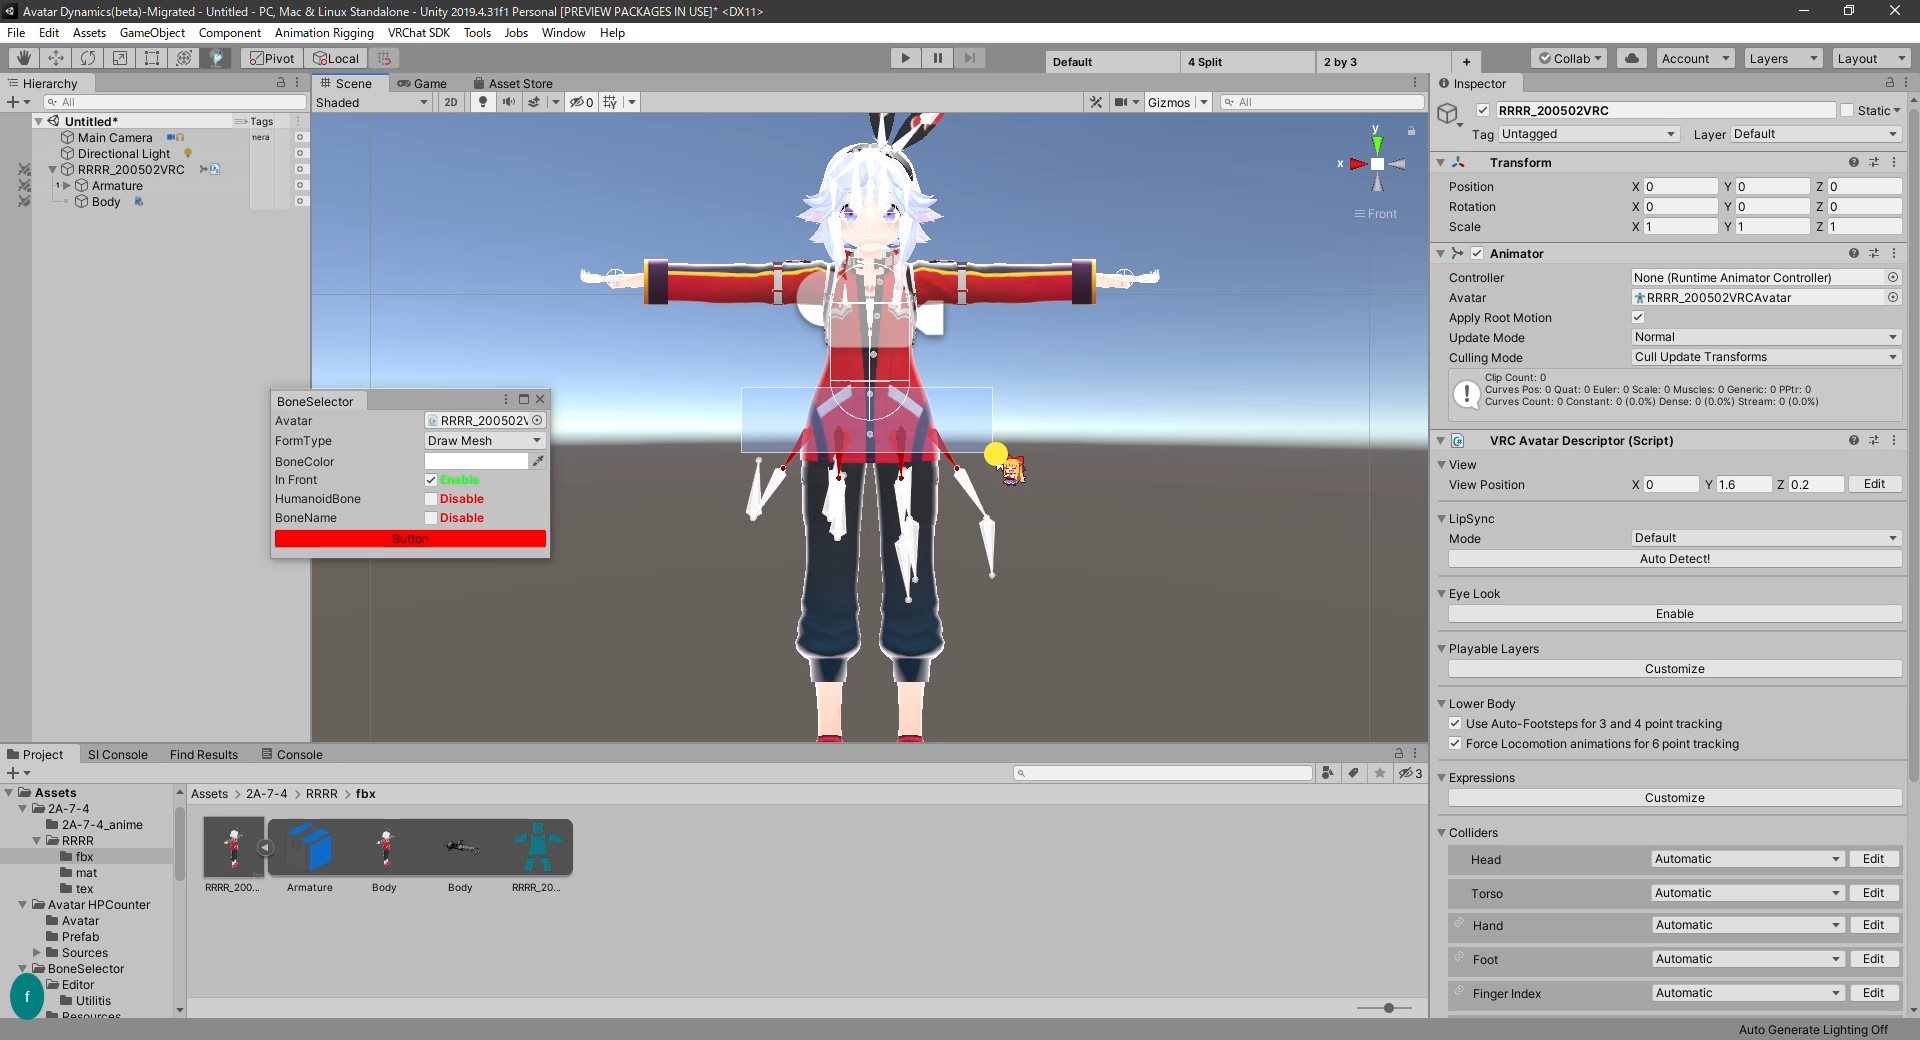 Avatar Dynamics(beta)-Migrated - Untitled - PC, Mac & Linux Standalone - Unity 2019.4.31f1 Personal [PREVIEW PACKAGES IN USE]* <DX11>
File Edit Assets GameObject Component Animation Rigging VRChat SDK Tools Jobs Window Help
Pivot Local
Default 4 Split 2 by 3 +
Collab Account Layers Layout
Hierarchy
All
Untitled* Tags
Main Camera mera
Directional Light
RRRR_200502VRC
1 Armature
Body
Scene Game Asset Store
Shaded 2D 0 Gizmos All
y
x
Front
BoneSelector
Avatar RRRR_200502V
FormType Draw Mesh
BoneColor
In Front Enable
HumanoidBone Disable
BoneName Disable
Button
Inspector
RRRR_200502VRC Static
Tag Untagged Layer Default
Transform
Position X 0 Y 0 Z 0
Rotation X 0 Y 0 Z 0
Scale X 1 Y 1 Z 1
Animator
Controller None (Runtime Animator Controller)
Avatar RRRR_200502VRCAvatar
Apply Root Motion
Update Mode Normal
Culling Mode Cull Update Transforms
Clip Count: 0
Curves Pos: 0 Quat: 0 Euler: 0 Scale: 0 Muscles: 0 Generic: 0 PPtr: 0
Curves Count: 0 Constant: 0 (0.0%) Dense: 0 (0.0%) Stream: 0 (0.0%)
VRC Avatar Descriptor (Script)
View
View Position X 0 Y 1.6 Z 0.2 Edit
LipSync
Mode Default
Auto Detect!
Eye Look
Enable
Playable Layers
Customize
Lower Body
Use Auto-Footsteps for 3 and 4 point tracking
Force Locomotion animations for 6 point tracking
Expressions
Customize
Colliders
Head Automatic Edit
Torso Automatic Edit
Hand Automatic Edit
Foot Automatic Edit
Finger Index Automatic Edit
Project SI Console Find Results Console
3
Assets
2A-7-4
2A-7-4_anime
RRRR
fbx
mat
tex
Avatar HPCounter
Avatar
Prefab
Sources
BoneSelector
Editor
Utilitis
Resources
f
Assets > 2A-7-4 > RRRR > fbx
RRRR_200... Armature Body Body RRRR_20...
Auto Generate Lighting Off